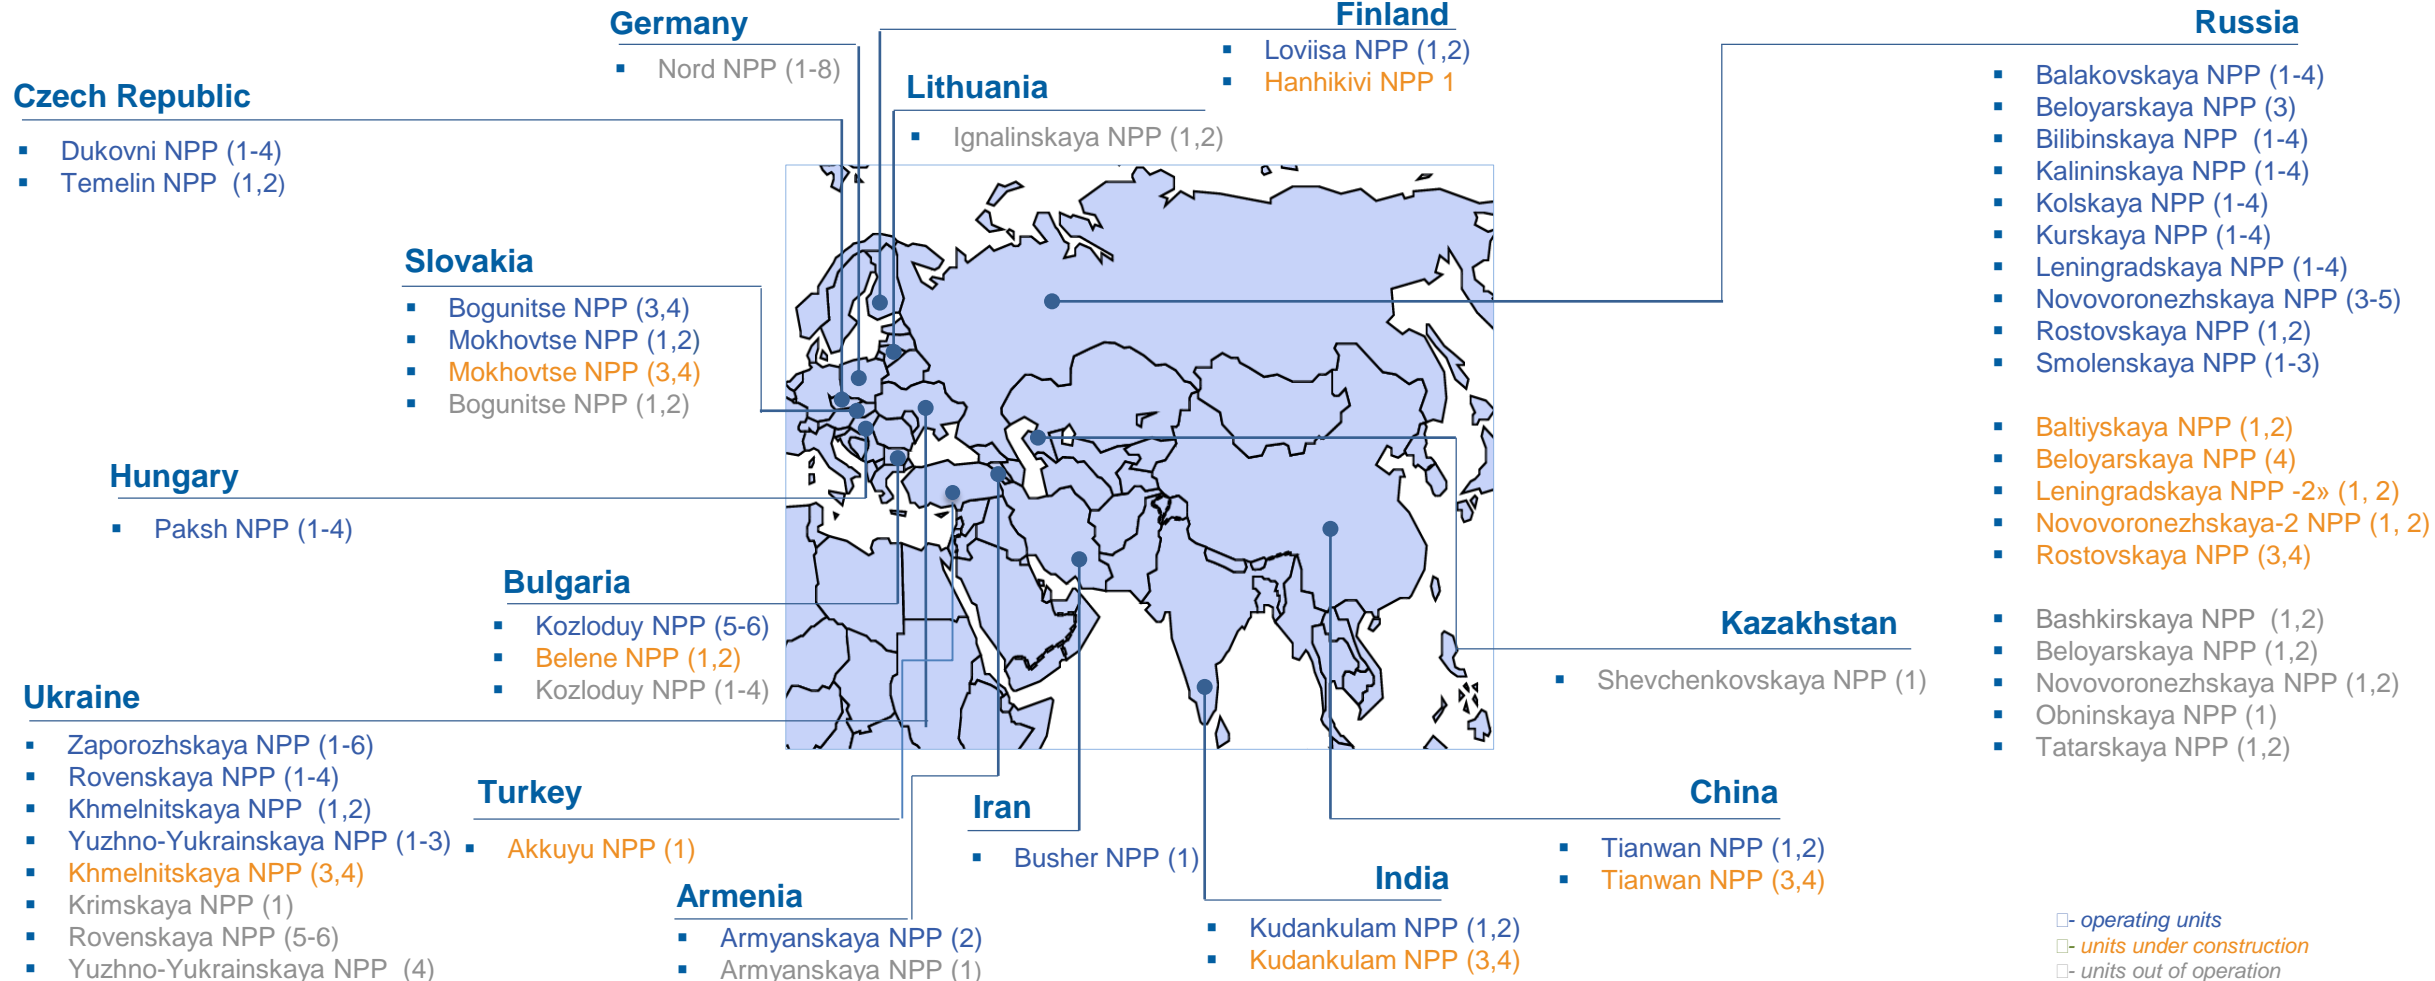 Germany
▪ Nord NPP (1-8)
Finland
▪ Loviisa NPP (1,2)
▪ Hanhikivi NPP 1
Russia
▪ Balakovskaya NPP (1-4)
▪ Beloyarskaya NPP (3)
▪ Bilibinskaya NPP (1-4)
▪ Kalininskaya NPP (1-4)
▪ Kolskaya NPP (1-4)
▪ Kurskaya NPP (1-4)
▪ Leningradskaya NPP (1-4)
▪ Novovoronezhskaya NPP (3-5)
▪ Rostovskaya NPP (1,2)
▪ Smolenskaya NPP (1-3)
▪ Baltiyskaya NPP (1,2)
▪ Beloyarskaya NPP (4)
▪ Leningradskaya NPP -2» (1, 2)
▪ Novovoronezhskaya-2 NPP (1, 2)
▪ Rostovskaya NPP (3,4)
▪ Bashkirskaya NPP (1,2)
▪ Beloyarskaya NPP (1,2)
▪ Novovoronezhskaya NPP (1,2)
▪ Obninskaya NPP (1)
▪ Tatarskaya NPP (1,2)
Czech Republic
▪ Dukovni NPP (1-4)
▪ Temelin NPP (1,2)
Lithuania
▪ Ignalinskaya NPP (1,2)
Slovakia
▪ Bogunitse NPP (3,4)
▪ Mokhovtse NPP (1,2)
▪ Mokhovtse NPP (3,4)
▪ Bogunitse NPP (1,2)
Hungary
▪ Paksh NPP (1-4)
Bulgaria
▪ Kozloduy NPP (5-6)
▪ Belene NPP (1,2)
▪ Kozloduy NPP (1-4)
Kazakhstan
▪ Shevchenkovskaya NPP (1)
Ukraine
▪ Zaporozhskaya NPP (1-6)
▪ Rovenskaya NPP (1-4)
▪ Khmelnitskaya NPP (1,2)
▪ Yuzhno-Yukrainskaya NPP (1-3)
▪ Khmelnitskaya NPP (3,4)
▪ Krimskaya NPP (1)
▪ Rovenskaya NPP (5-6)
▪ Yuzhno-Yukrainskaya NPP (4)
Turkey
▪ Akkuyu NPP (1)
Armenia
▪ Armyanskaya NPP (2)
▪ Armyanskaya NPP (1)
Iran
▪ Busher NPP (1)
India
▪ Kudankulam NPP (1,2)
▪ Kudankulam NPP (3,4)
China
▪ Tianwan NPP (1,2)
▪ Tianwan NPP (3,4)
□- operating units
□- units under construction
□- units out of operation